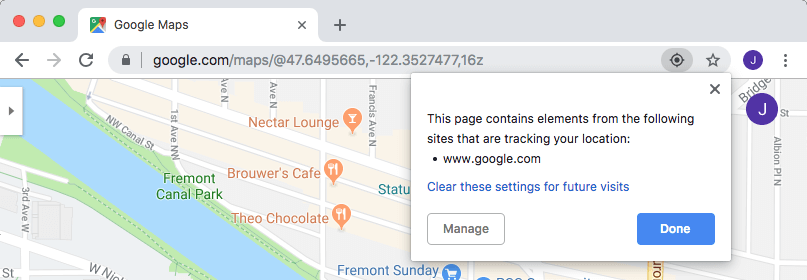 Google Maps
google.com/maps/@47.6495665,-122.3527477,16z
J
This page contains elements from the following
sites that are tracking your location:
• www.google.com
Clear these settings for future visits
Manage
Done
J
Bridge
St
Albion Pl N
1st Ave NW
Ave N
Ave N
Francis Ave N
NW Canal St
Nectar Lounge
Brouwer's Cafe
Fremont
Canal Park
Statu
Theo Chocolate
3rd Ave W
W Nic
Fremont Sunday